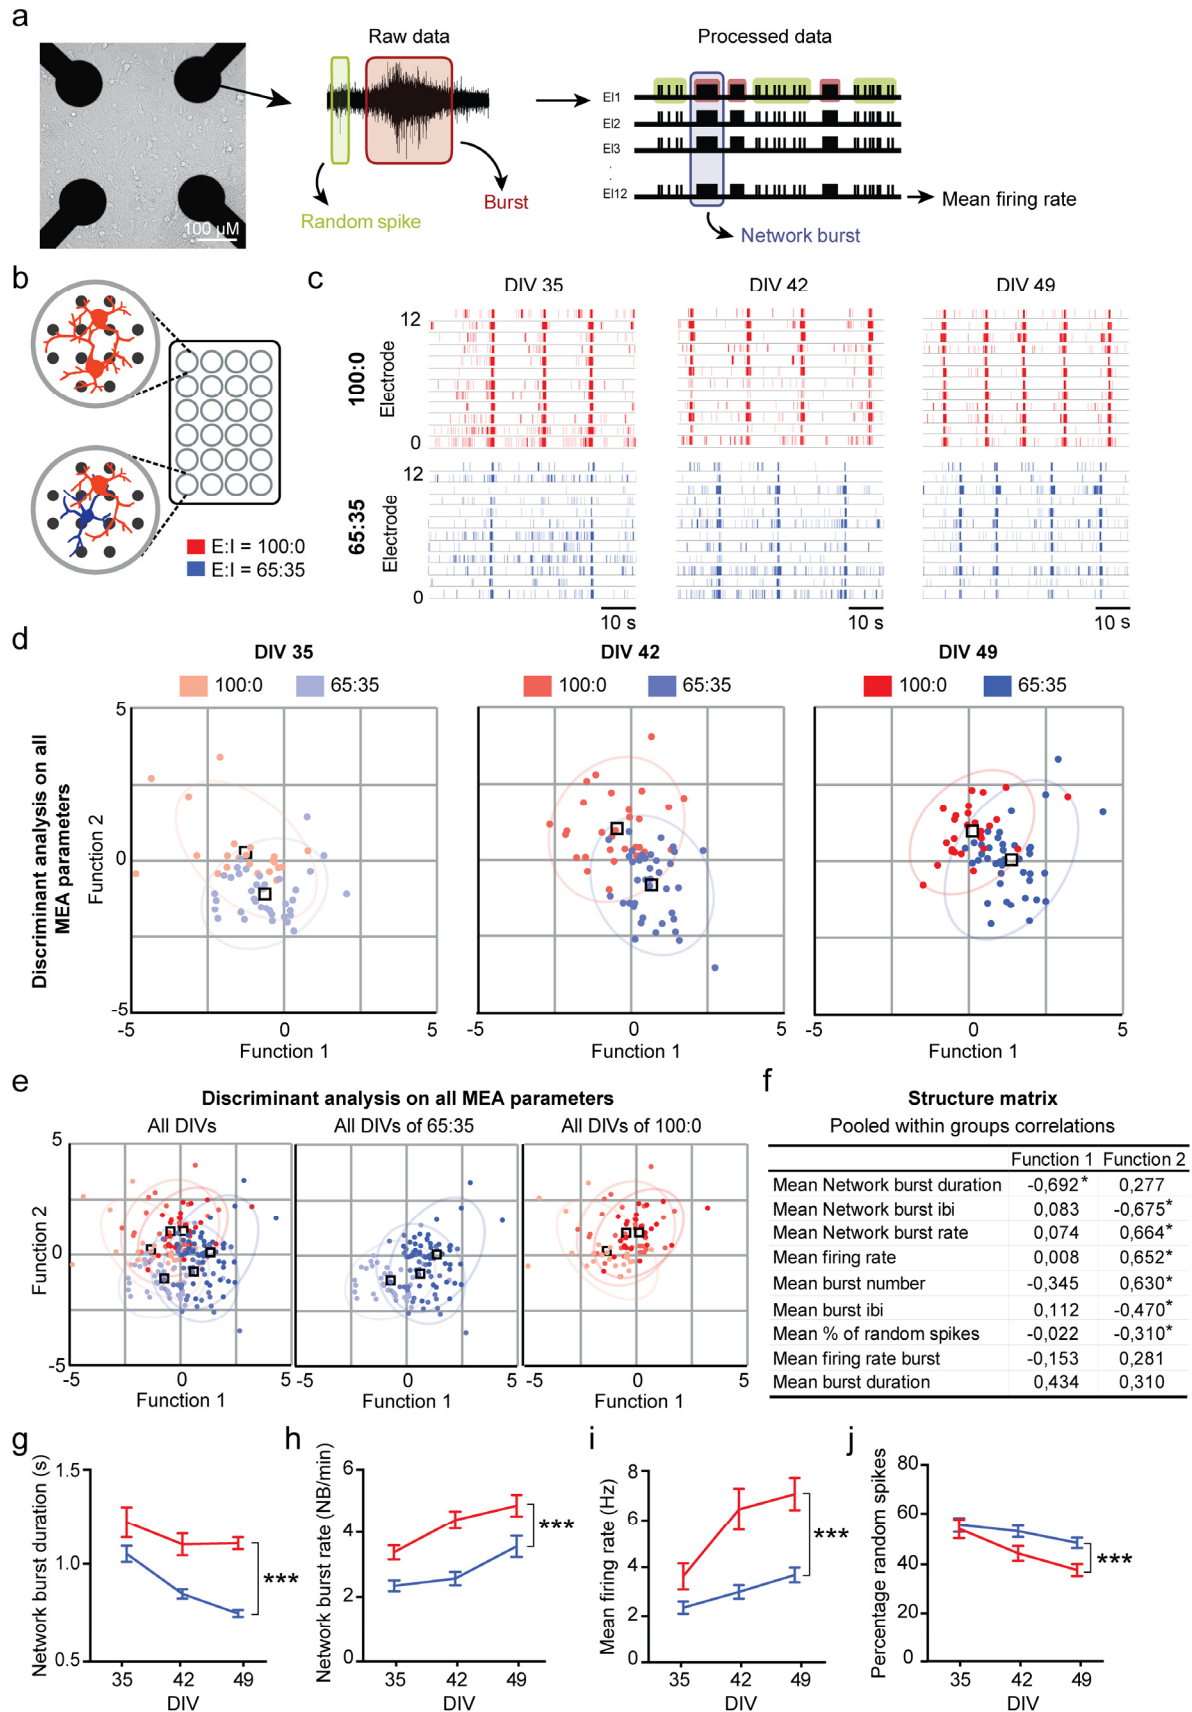 a
Raw data
Processed data
El1
El2
El3
.
.
El12
100 µM
Random spike
Burst
Network burst
Mean firing rate
b
E:I = 100:0
E:I = 65:35
c
DIV 35
DIV 42
DIV 49
100:0
Electrode
12
0
65:35
Electrode
12
0
10 s
10 s
10 s
d
DIV 35
DIV 42
DIV 49
100:0
65:35
100:0
65:35
100:0
65:35
Discriminant analysis on all
MEA parameters
Function 2
5
0
-5
-5
0
5
-5
0
5
-5
0
5
Function 1
Function 1
Function 1
e
Discriminant analysis on all MEA parameters
All DIVs
All DIVs of 65:35
All DIVs of 100:0
Function 2
5
0
-5
-5
0
5
-5
0
5
-5
0
5
Function 1
Function 1
Function 1
f
Structure matrix
Pooled within groups correlations
Function 1 Function 2
Mean Network burst duration -0,692* 0,277
Mean Network burst ibi 0,083 -0,675*
Mean Network burst rate 0,074 0,664*
Mean firing rate 0,008 0,652*
Mean burst number -0,345 0,630*
Mean burst ibi 0,112 -0,470*
Mean % of random spikes -0,022 -0,310*
Mean firing rate burst -0,153 0,281
Mean burst duration 0,434 0,310
g
Network burst duration (s)
1.5
1.0
0.5
35
42
49
DIV
***
h
Network burst rate (NB/min)
6
4
2
0
35
42
49
DIV
***
i
Mean firing rate (Hz)
8
6
4
2
0
35
42
49
DIV
***
j
Percentage random spikes
80
60
40
20
0
35
42
49
DIV
***